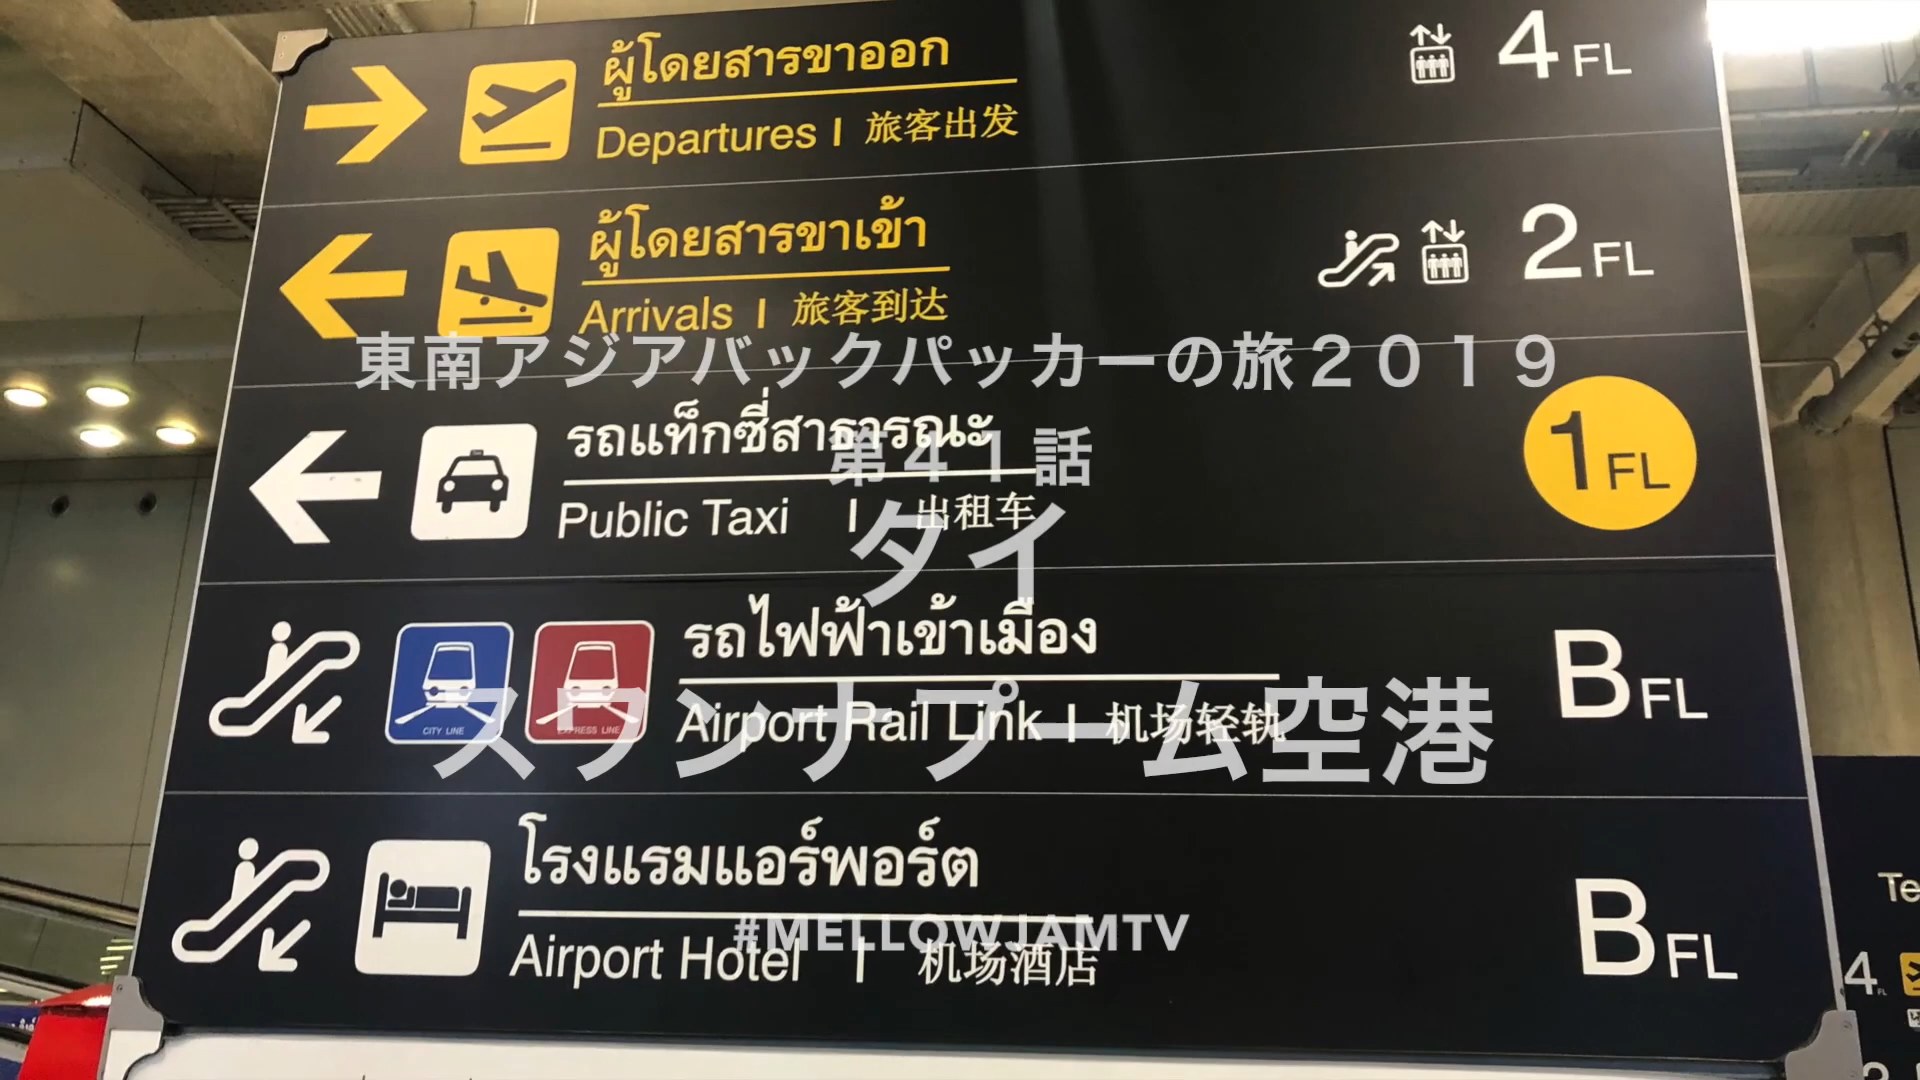 ผู้โดยสารขาออก
Departures | 旅客出发
4 FL
ผู้โดยสารขาเข้า
Arrivals | 旅客到达
2 FL
東南アジアバックパッカーの旅２０１９
รถแท็กซี่สาธารณะ
Public Taxi | 出租车
1 FL
第４１話
タイ
รถไฟฟ้าเข้าเมือง
Airport Rail Link | 机场轻轨
CITY LINE
EXPRESS LINE
B FL
スワンナプーム空港
โรงแรมแอร์พอร์ต
Airport Hotel | 机场酒店
B FL
#MELLOWJAMTV
Te
4 FL